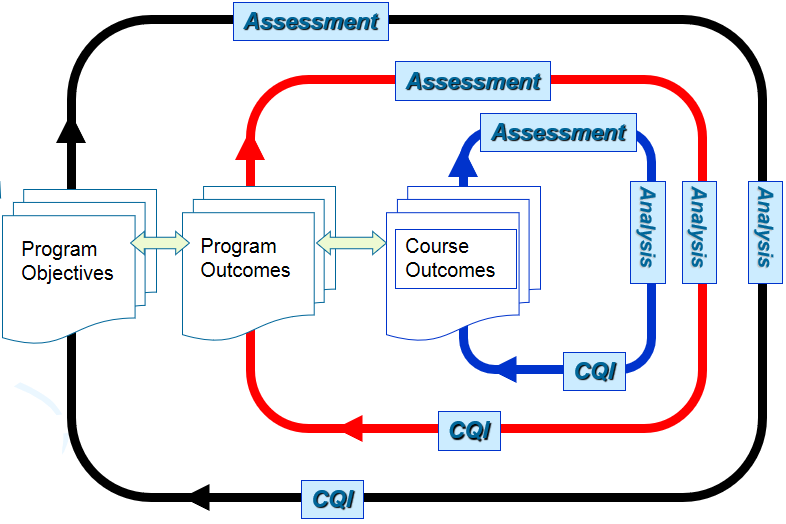 Assessment
Assessment
Assessment
Analysis
Analysis
Analysis
Program
Objectives
Program
Outcomes
Course
Outcomes
CQI
CQI
CQI